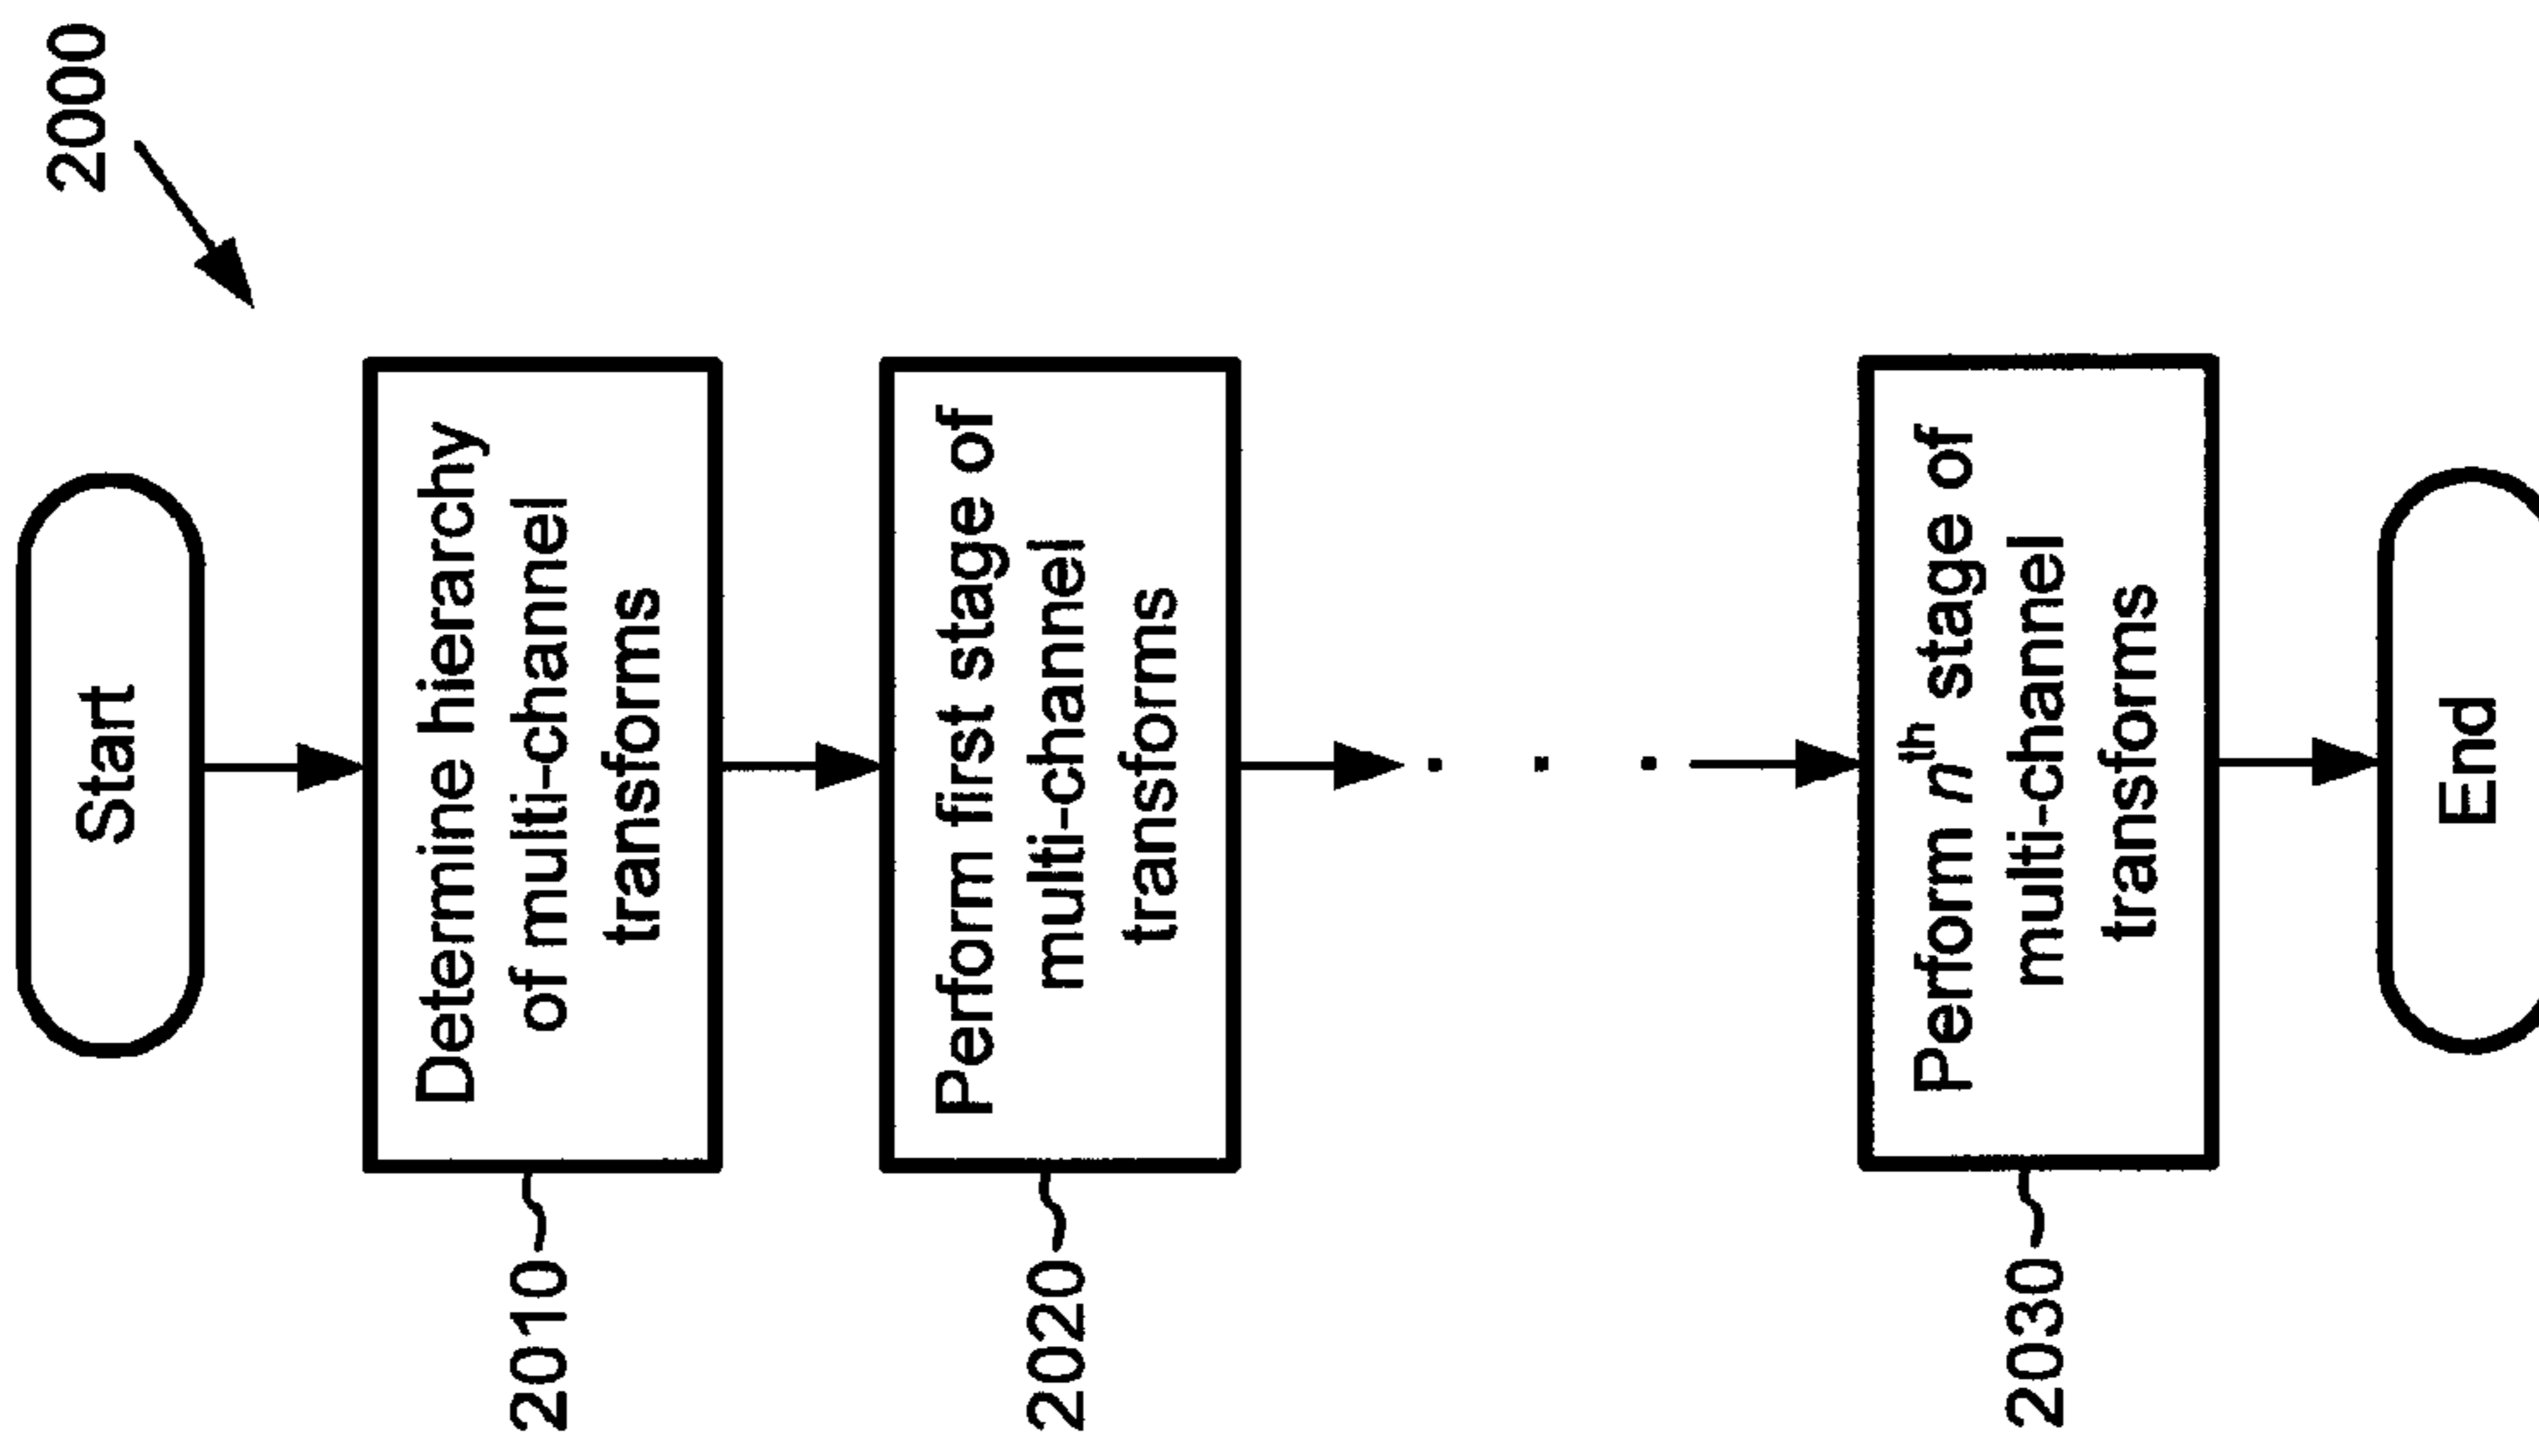 2000
Start
Determine hierarchy
of multi-channel
transforms
2010
Perform first stage of
multi-channel
transforms
2020
. . .
Perform nth stage of
multi-channel
transforms
2030
End